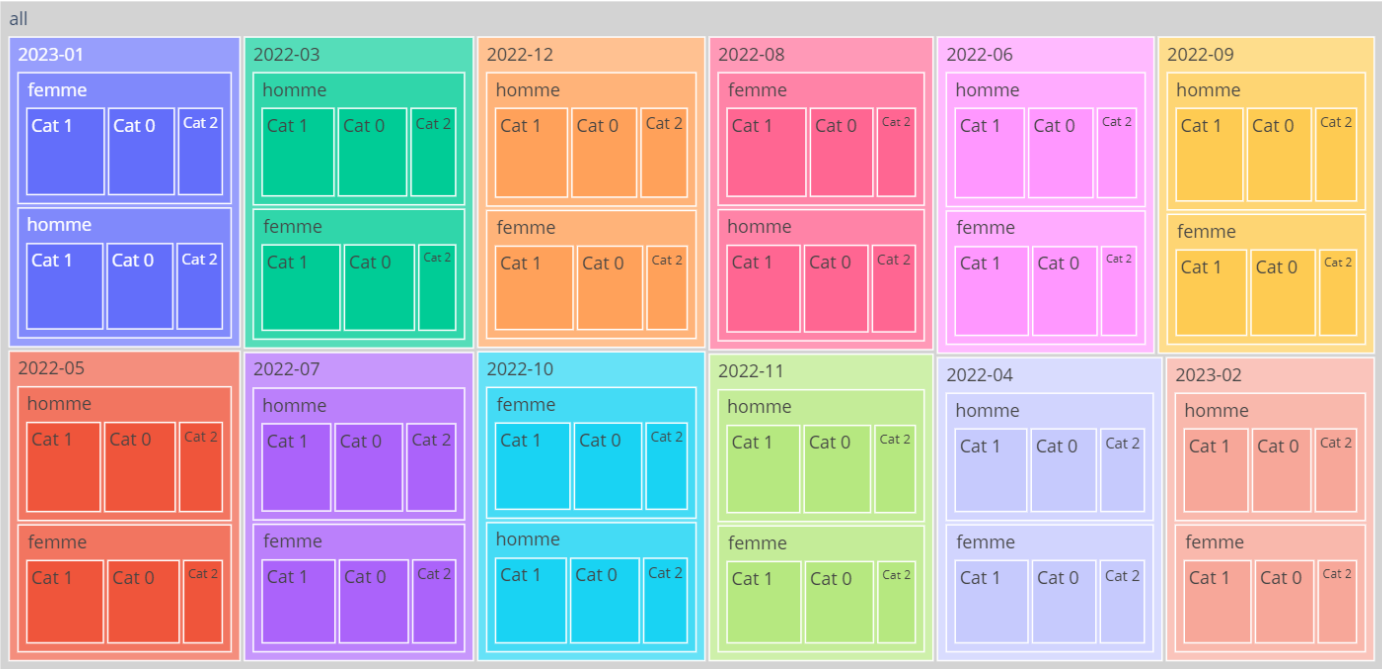 all
2023-01 2022-03 2022-12 2022-08 2022-06 2022-09
femme homme homme femme homme homme
Cat 1 Cat 0 Cat 2 Cat 1 Cat 0 Cat 2 Cat 1 Cat 0 Cat 2 Cat 1 Cat 0 Cat 2 Cat 1 Cat 0 Cat 2 Cat 1 Cat 0 Cat 2
homme femme femme homme femme femme
Cat 1 Cat 0 Cat 2 Cat 1 Cat 0 Cat 2 Cat 1 Cat 0 Cat 2 Cat 1 Cat 0 Cat 2 Cat 1 Cat 0 Cat 2 Cat 1 Cat 0 Cat 2
2022-05 2022-07 2022-10 2022-11 2022-04 2023-02
homme homme femme homme homme homme
Cat 1 Cat 0 Cat 2 Cat 1 Cat 0 Cat 2 Cat 1 Cat 0 Cat 2 Cat 1 Cat 0 Cat 2 Cat 1 Cat 0 Cat 2 Cat 1 Cat 0 Cat 2
femme femme homme femme femme femme
Cat 1 Cat 0 Cat 2 Cat 1 Cat 0 Cat 2 Cat 1 Cat 0 Cat 2 Cat 1 Cat 0 Cat 2 Cat 1 Cat 0 Cat 2 Cat 1 Cat 0 Cat 2